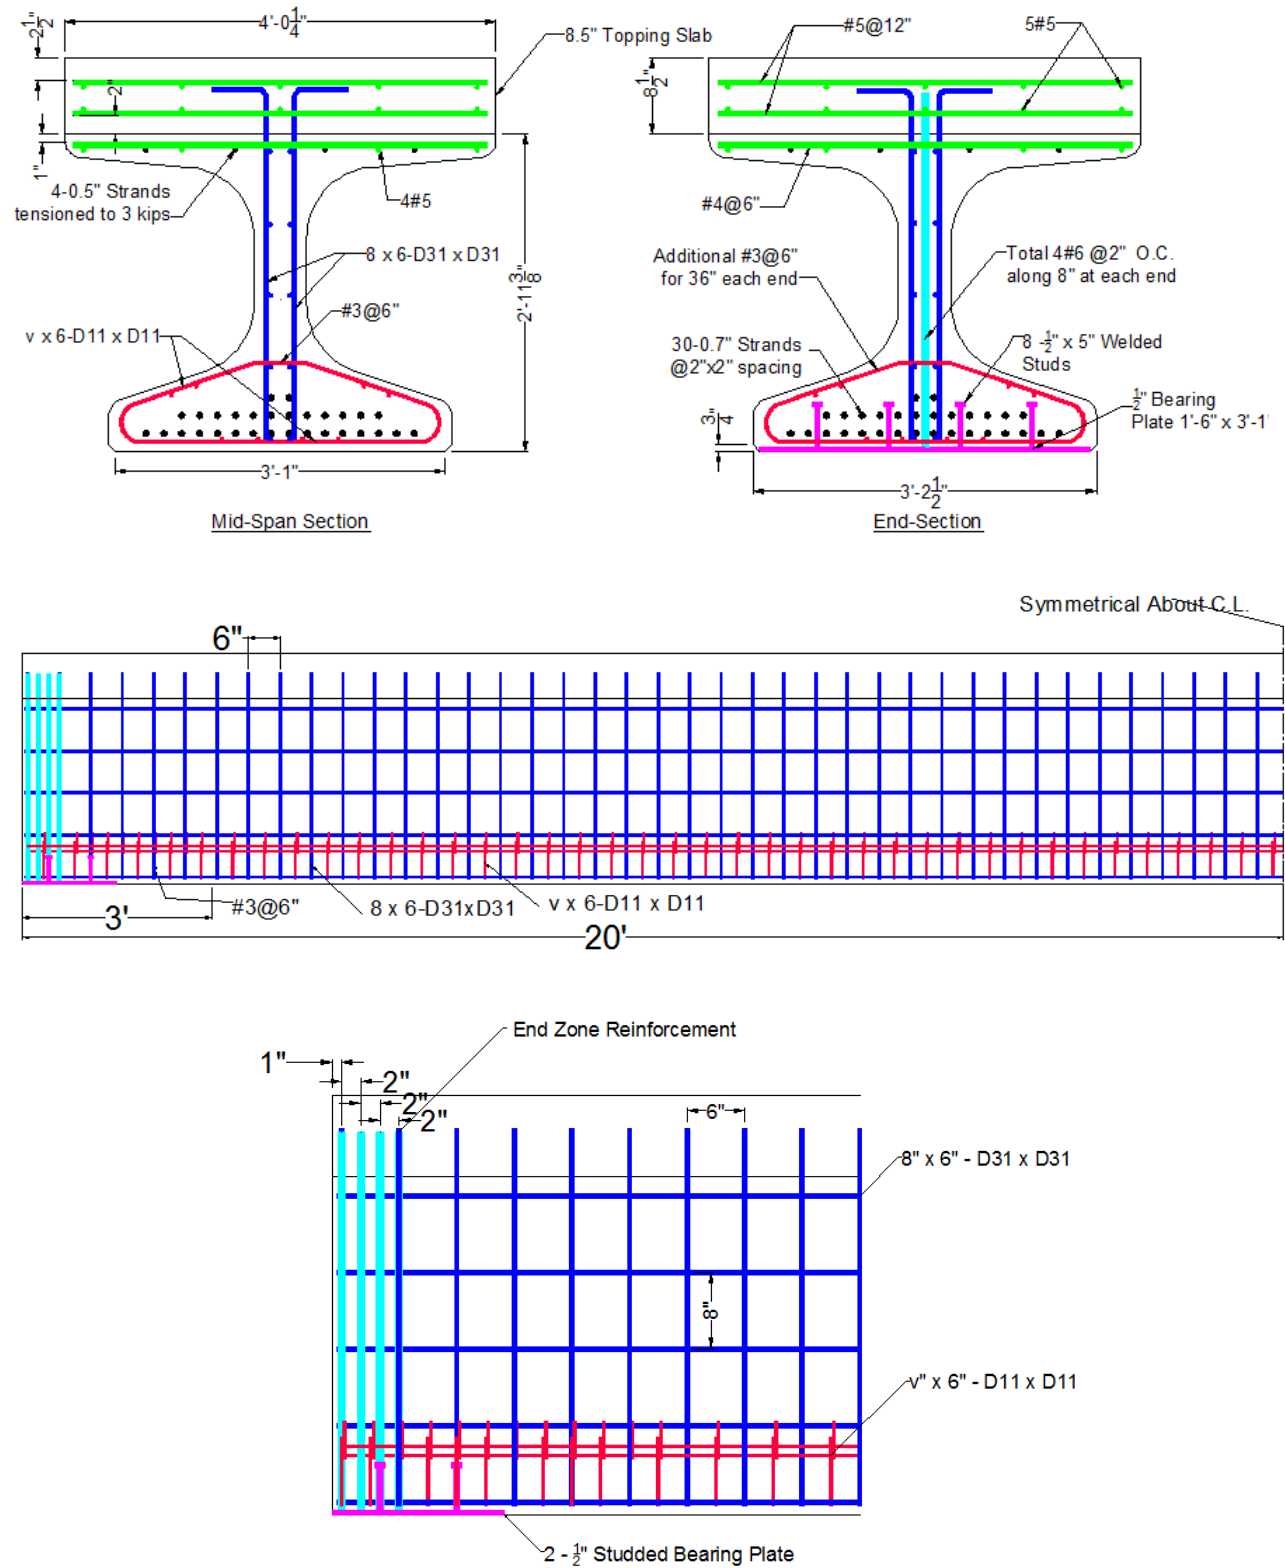 4'-0 1/4"
2 1/2"
8.5" Topping Slab
2"
1"
4-0.5" Strands
tensioned to 3 kips
4#5
8 x 6-D31 x D31
2'-11 3/8"
#3@6"
v x 6-D11 x D11
3'-1"
Mid-Span Section
#5@12"
5#5
8 1/2"
#4@6"
Additional #3@6"
for 36" each end
Total 4#6 @2" O.C.
along 8" at each end
30-0.7" Strands
@2"x2" spacing
8 -1/2" x 5" Welded
Studs
3/4"
1/2" Bearing
Plate 1'-6" x 3'-1"
3'-2 1/2"
End-Section
Symmetrical About C.L.
6"
3'
#3@6"
8 x 6-D31xD31
v x 6-D11 x D11
20'
End Zone Reinforcement
1"
2"
2"
2"
6"
8" x 6" - D31 x D31
8"
v" x 6" - D11 x D11
2 - 1/2" Studded Bearing Plate